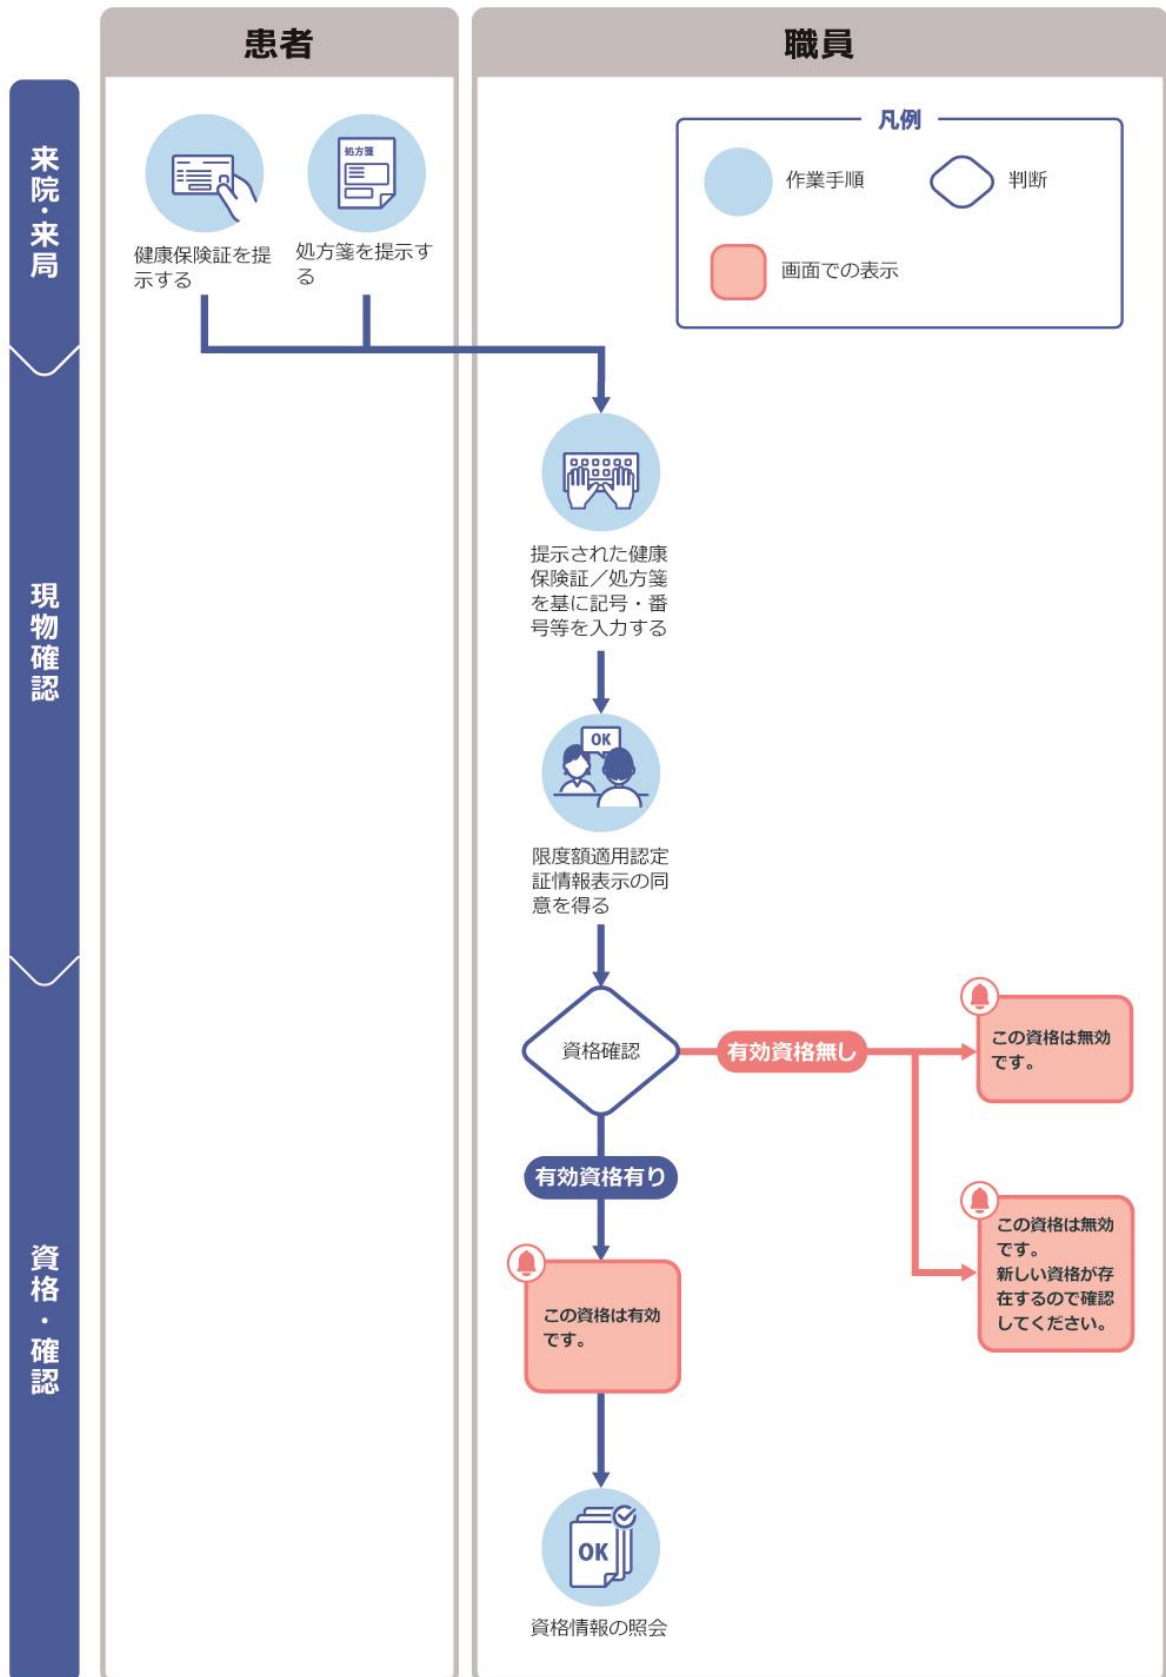 患者
職員
来院・来局
処方箋
健康保険証を提
示する
処方箋を提示す
る
凡例
作業手順
判断
画面での表示
現物確認
提示された健康
保険証／処方箋
を基に記号・番
号等を入力する
OK
限度額適用認定
証情報表示の同
意を得る
資格・確認
資格確認
有効資格無し
この資格は無効
です。
有効資格有り
この資格は無効
です。
新しい資格が存
在するので確認
してください。
この資格は有効
です。
OK
資格情報の照会